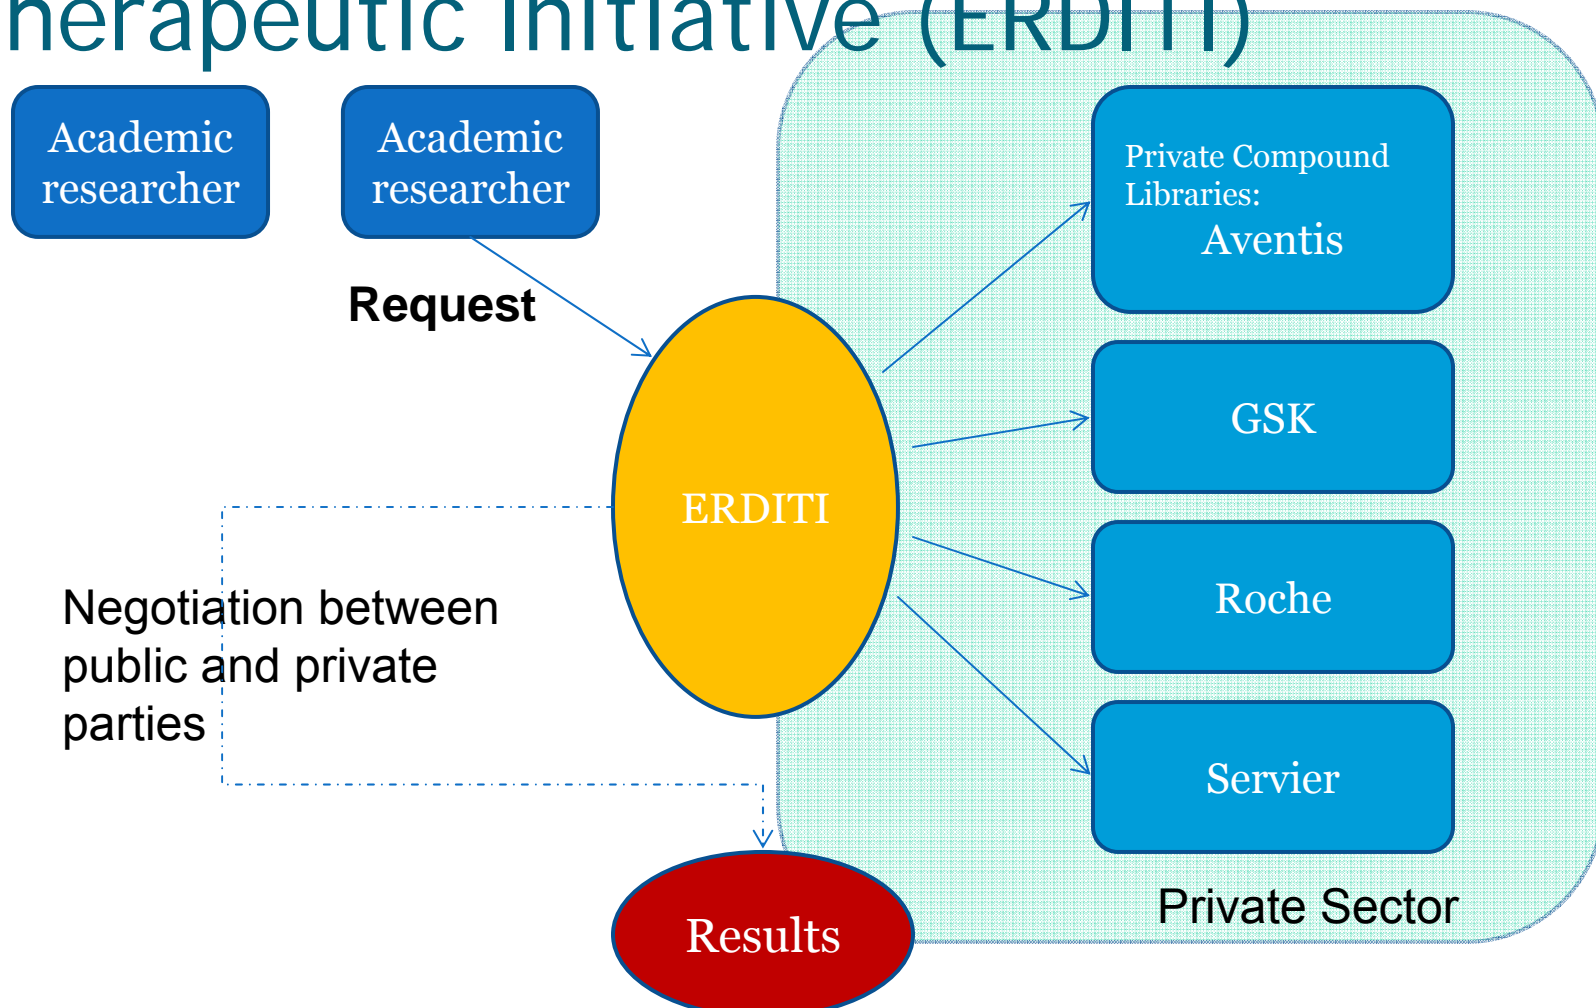 herapeutic Initiative (ERDITI)
Academic
researcher
Academic
researcher
Request
Private Compound
Libraries:
Aventis
GSK
ERDITI
Roche
Negotiation between
public and private
parties
Servier
Private Sector
Results